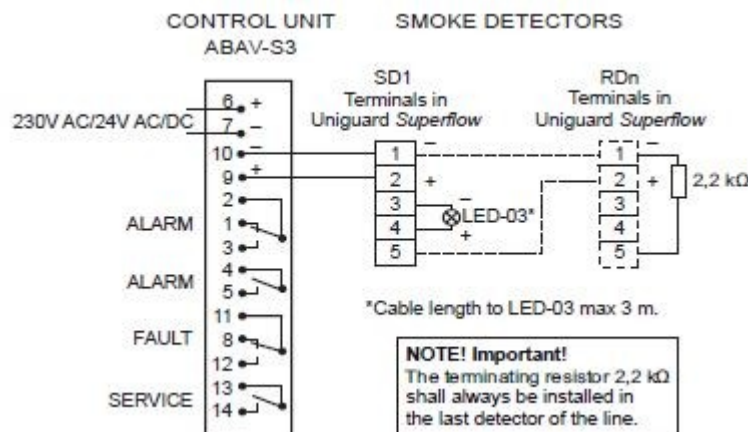 CONTROL UNIT
ABAV-S3
SMOKE DETECTORS
SD1
Terminals in
Uniguard Superflow
RDn
Terminals in
Uniguard Superflow
230V AC/24V AC/DC
6 +
7 –
10 –
9 +
2
1
3
4
5
11
8
12
13
14
ALARM
ALARM
FAULT
SERVICE
1 –
2 +
3 –
4 +
5
LED-03*
1 –
2 +
3
4
5
2,2 kΩ
*Cable length to LED-03 max 3 m.
NOTE! Important!
The terminating resistor 2,2 kΩ
shall always be installed in
the last detector of the line.